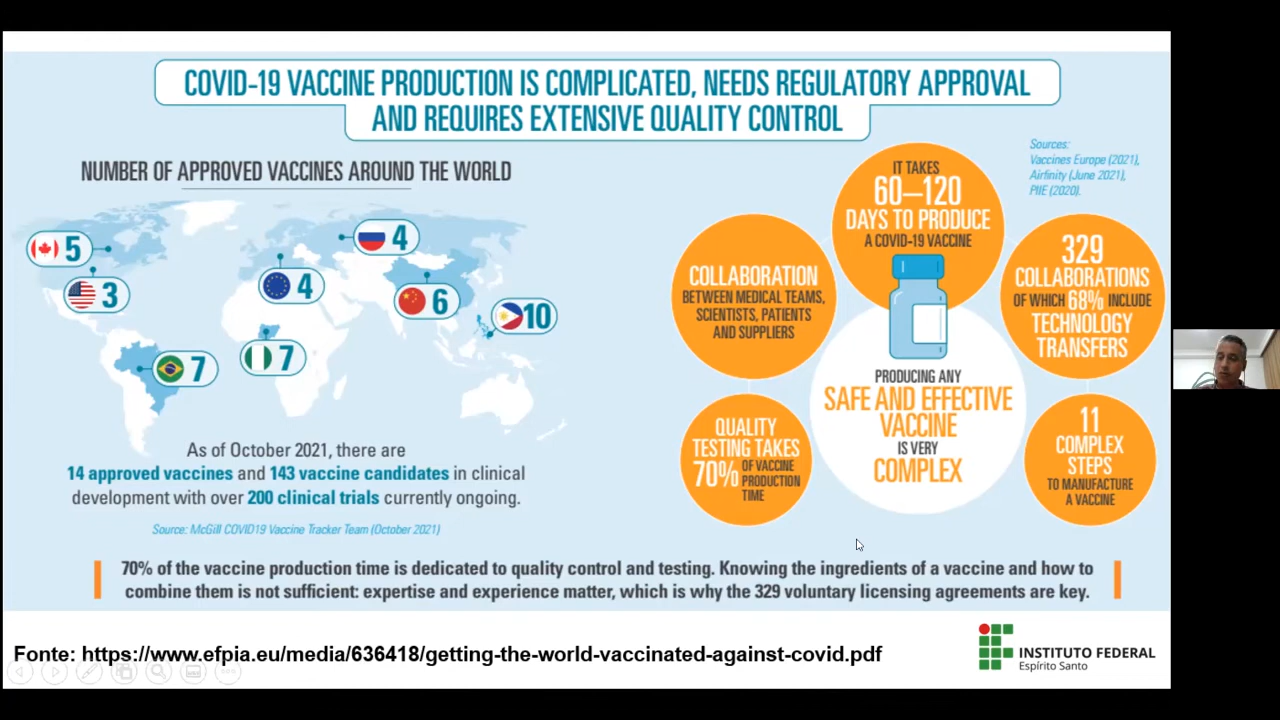 COVID-19 VACCINE PRODUCTION IS COMPLICATED, NEEDS REGULATORY APPROVAL
AND REQUIRES EXTENSIVE QUALITY CONTROL
NUMBER OF APPROVED VACCINES AROUND THE WORLD
5
3
4
4
6
10
7
7
As of October 2021, there are
14 approved vaccines and 143 vaccine candidates in clinical
development with over 200 clinical trials currently ongoing.
Source: McGill COVID19 Vaccine Tracker Team (October 2021)
Sources:
Vaccines Europe (2021),
Airfinity (June 2021),
PIIE (2020).
IT TAKES
60–120
DAYS TO PRODUCE
A COVID-19 VACCINE
COLLABORATION
BETWEEN MEDICAL TEAMS,
SCIENTISTS, PATIENTS
AND SUPPLIERS
329
COLLABORATIONS
OF WHICH 68% INCLUDE
TECHNOLOGY
TRANSFERS
PRODUCING ANY
SAFE AND EFFECTIVE
VACCINE
IS VERY
COMPLEX
QUALITY
TESTING TAKES
70% OF VACCINE
PRODUCTION
TIME
11
COMPLEX
STEPS
TO MANUFACTURE
A VACCINE
70% of the vaccine production time is dedicated to quality control and testing. Knowing the ingredients of a vaccine and how to
combine them is not sufficient: expertise and experience matter, which is why the 329 voluntary licensing agreements are key.
Fonte: https://www.efpia.eu/media/636418/getting-the-world-vaccinated-against-covid.pdf
INSTITUTO FEDERAL
Espírito Santo